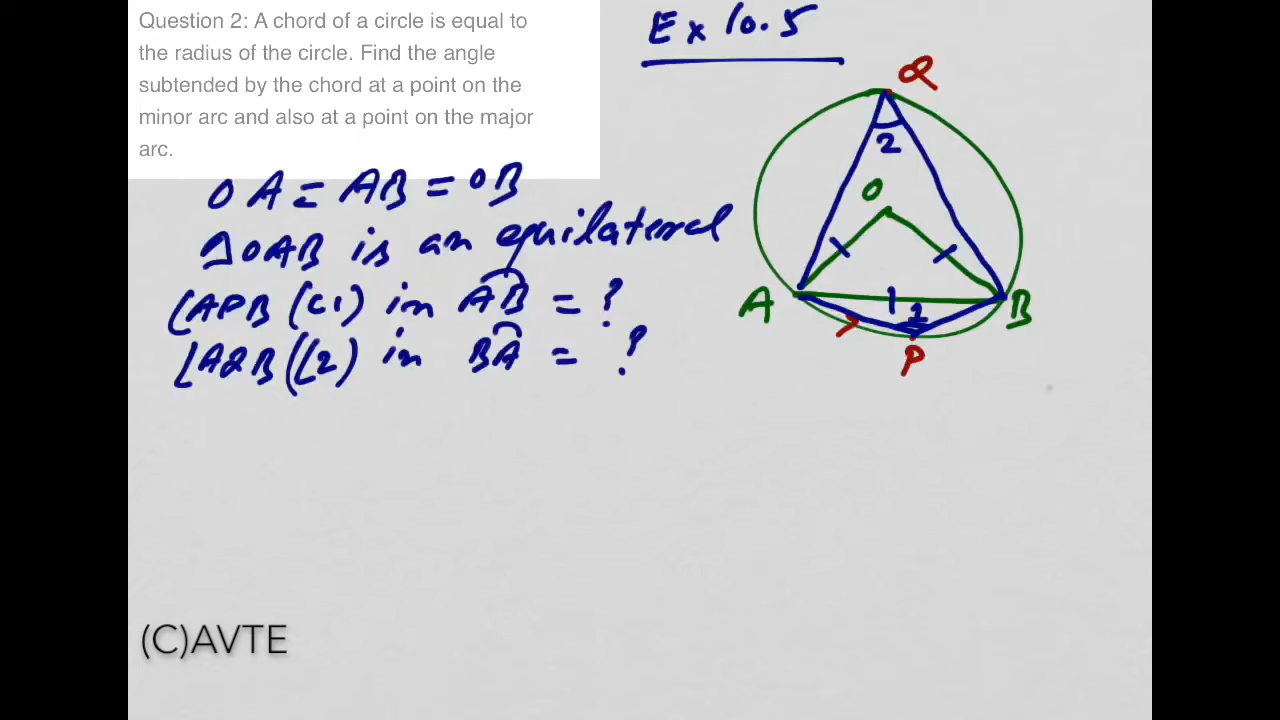 Question 2: A chord of a circle is equal to
the radius of the circle. Find the angle
subtended by the chord at a point on the
minor arc and also at a point on the major
arc.
Ex 10.5
OA = AB = OB
△OAB is an equilateral
∠APB (∠1) in AB = ?
∠AQB (∠2) in BA = ?
Q
2
O
A
B
1
P
(C)AVTE